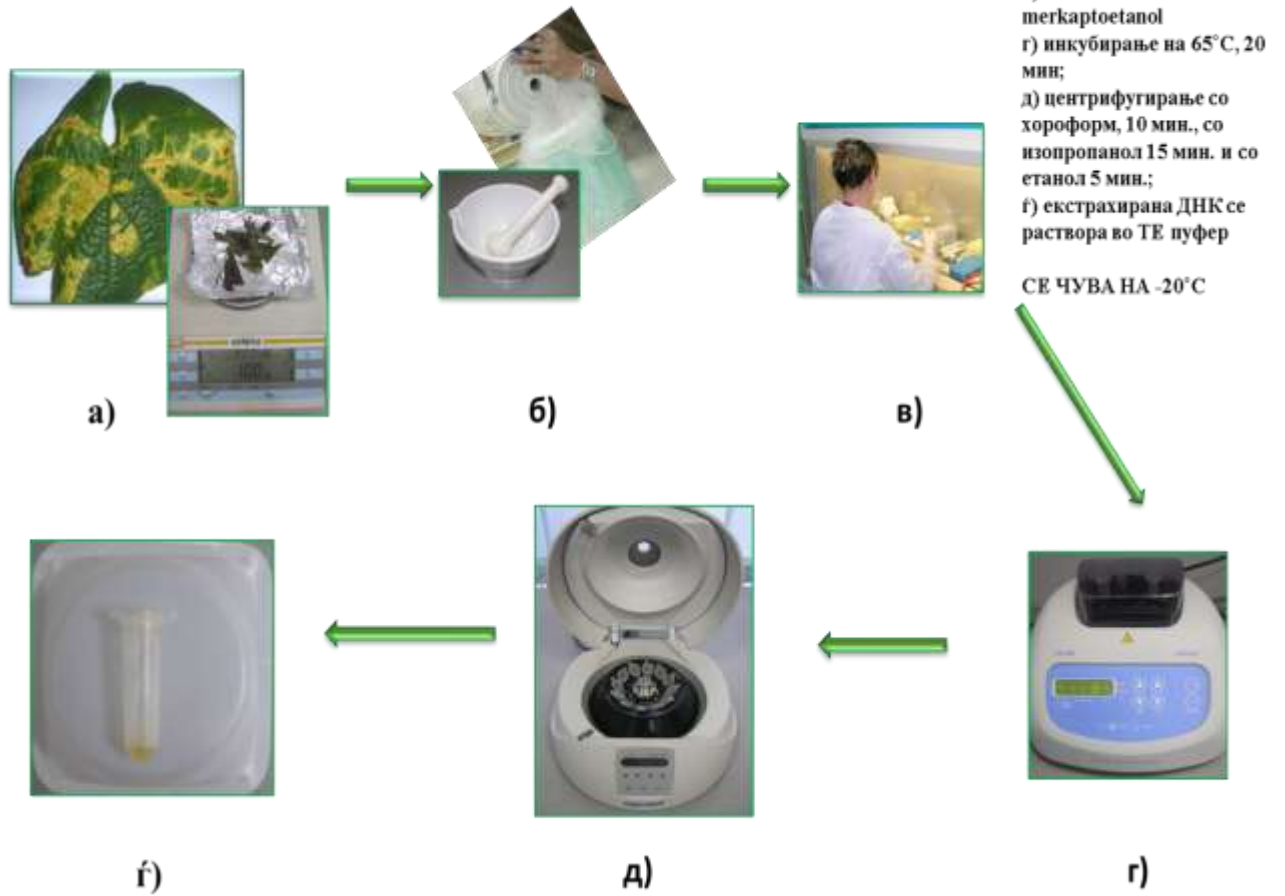 merkaptoetanol
г) инкубирање на 65˚С, 20
мин;
д) центрифугирање со
хороформ, 10 мин., со
изопропанол 15 мин. и со
етанол 5 мин.;
ѓ) екстрахирана ДНК се
раствора во ТЕ пуфер
СЕ ЧУВА НА -20˚С
а)
б)
в)
ѓ)
д)
г)